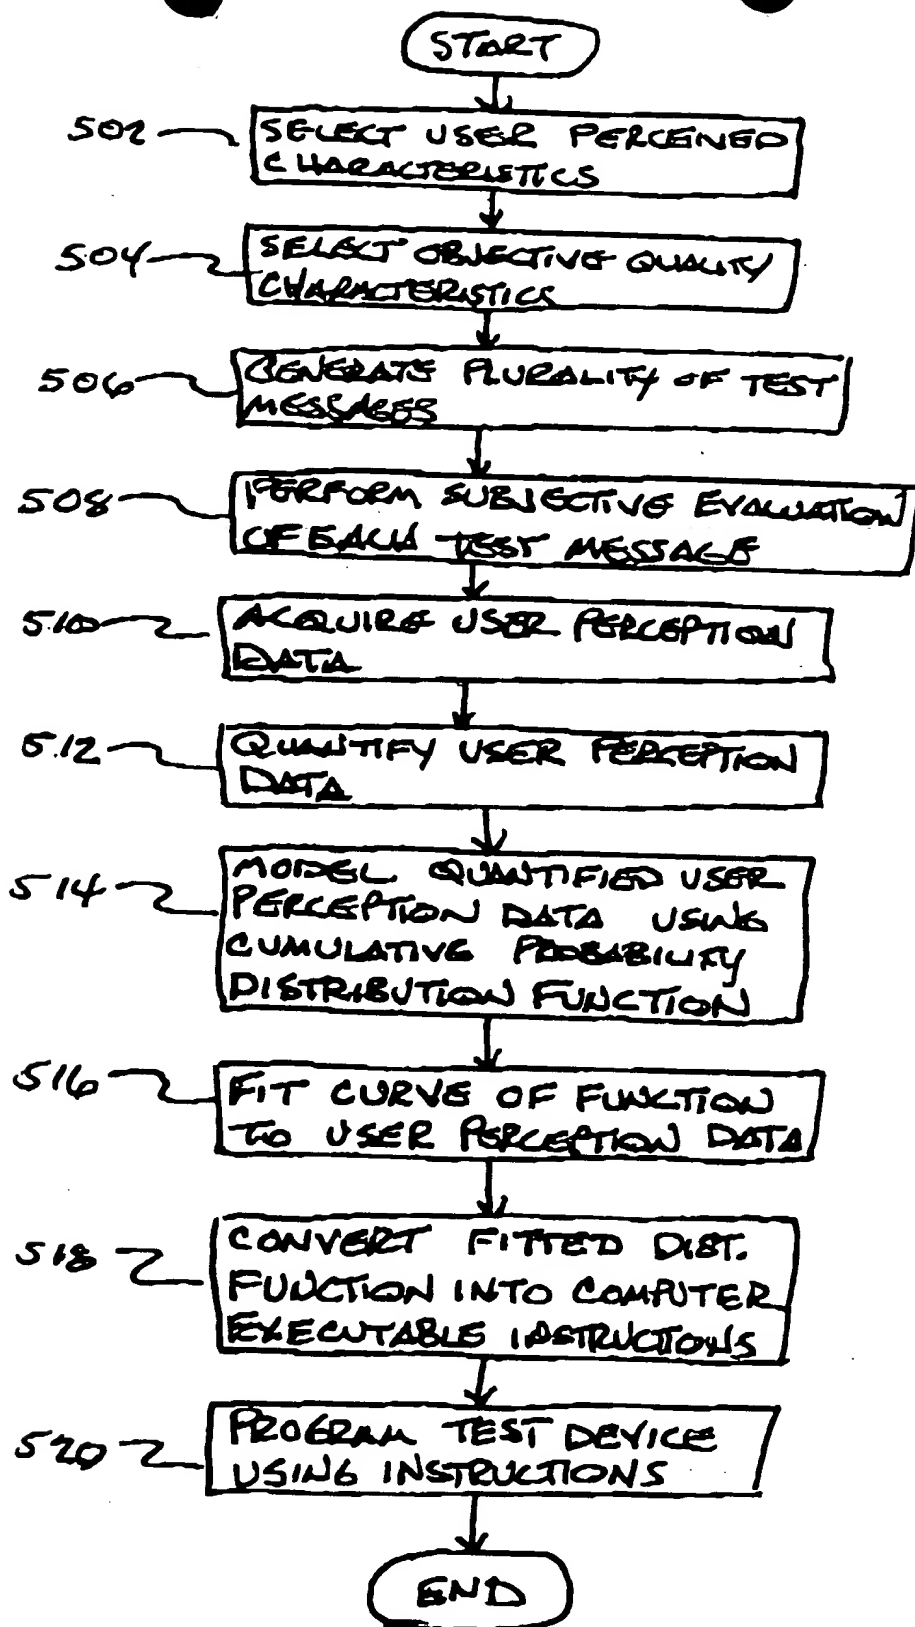 START
502
SELECT USER PERCEIVED
CHARACTERISTICS
504
SELECT OBJECTIVE QUALITY
CHARACTERISTICS
506
GENERATE PLURALITY OF TEST
MESSAGES
508
PERFORM SUBJECTIVE EVALUATION
OF EACH TEST MESSAGE
510
ACQUIRE USER PERCEPTION
DATA
512
QUANTIFY USER PERCEPTION
DATA
514
MODEL QUANTIFIED USER
PERCEPTION DATA USING
CUMULATIVE PROBABILITY
DISTRIBUTION FUNCTION
516
FIT CURVE OF FUNCTION
TO USER PERCEPTION DATA
518
CONVERT FITTED DIST.
FUNCTION INTO COMPUTER
EXECUTABLE INSTRUCTIONS
520
PROGRAM TEST DEVICE
USING INSTRUCTIONS
END